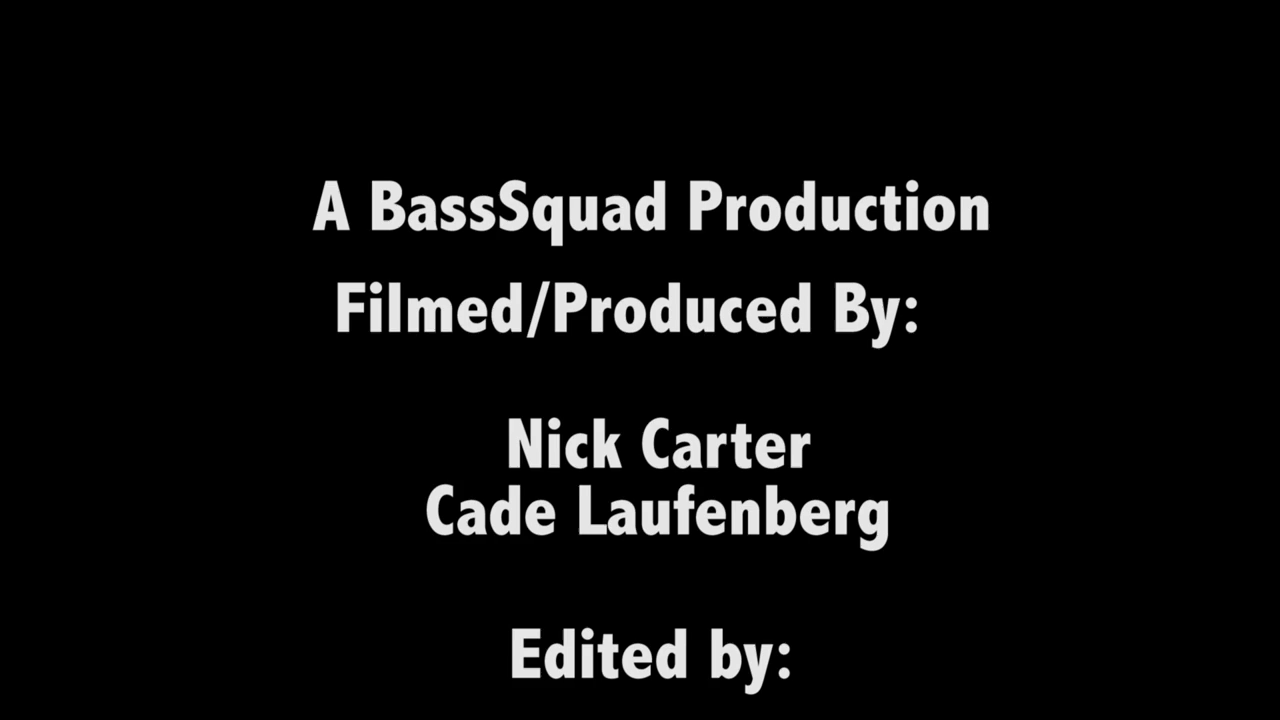 A BassSquad Production
Filmed/Produced By:
Nick Carter
Cade Laufenberg
Edited by: